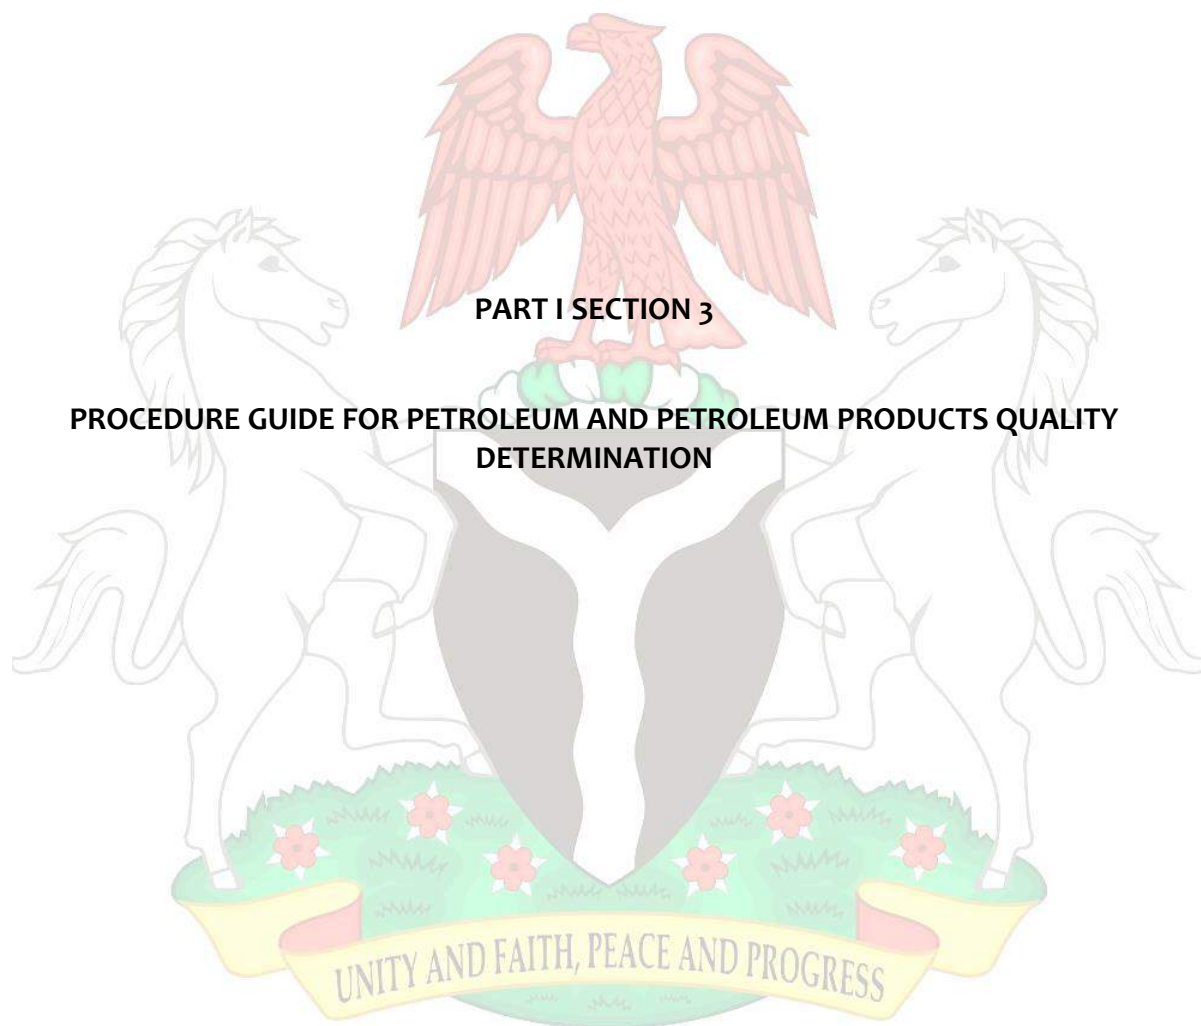 PART I SECTION 3
PROCEDURE GUIDE FOR PETROLEUM AND PETROLEUM PRODUCTS QUALITY
DETERMINATION
UNITY AND FAITH, PEACE AND PROGRESS